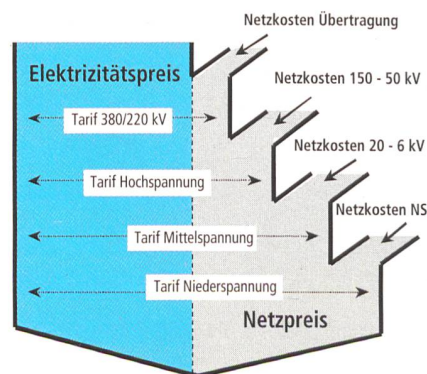 Netzkosten Übertragung
Elektrizitätspreis
Netzkosten 150 - 50 kV
Tarif 380/220 kV
Netzkosten 20 - 6 kV
Tarif Hochspannung
Netzkosten NS
Tarif Mittelspannung
Tarif Niederspannung
Netzpreis